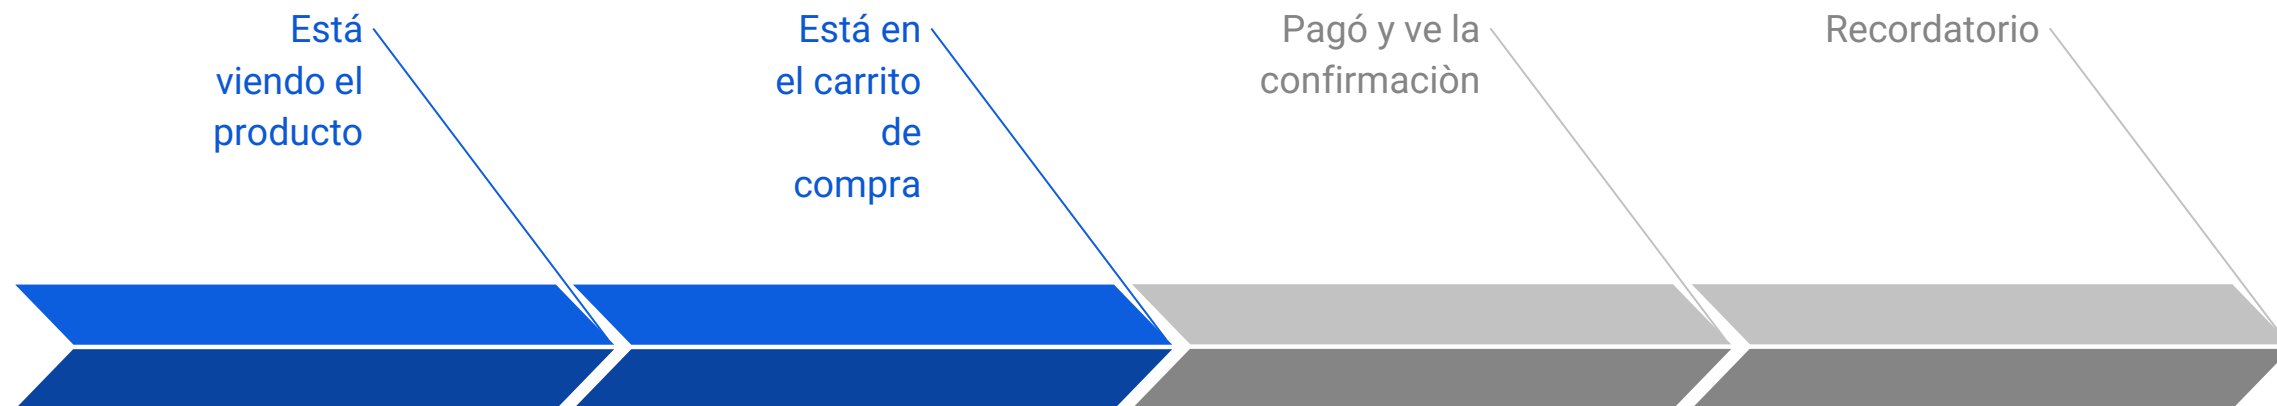 Está
viendo el
producto
Está en
el carrito
de
compra
Pagó y ve la
confirmaciòn
Recordatorio